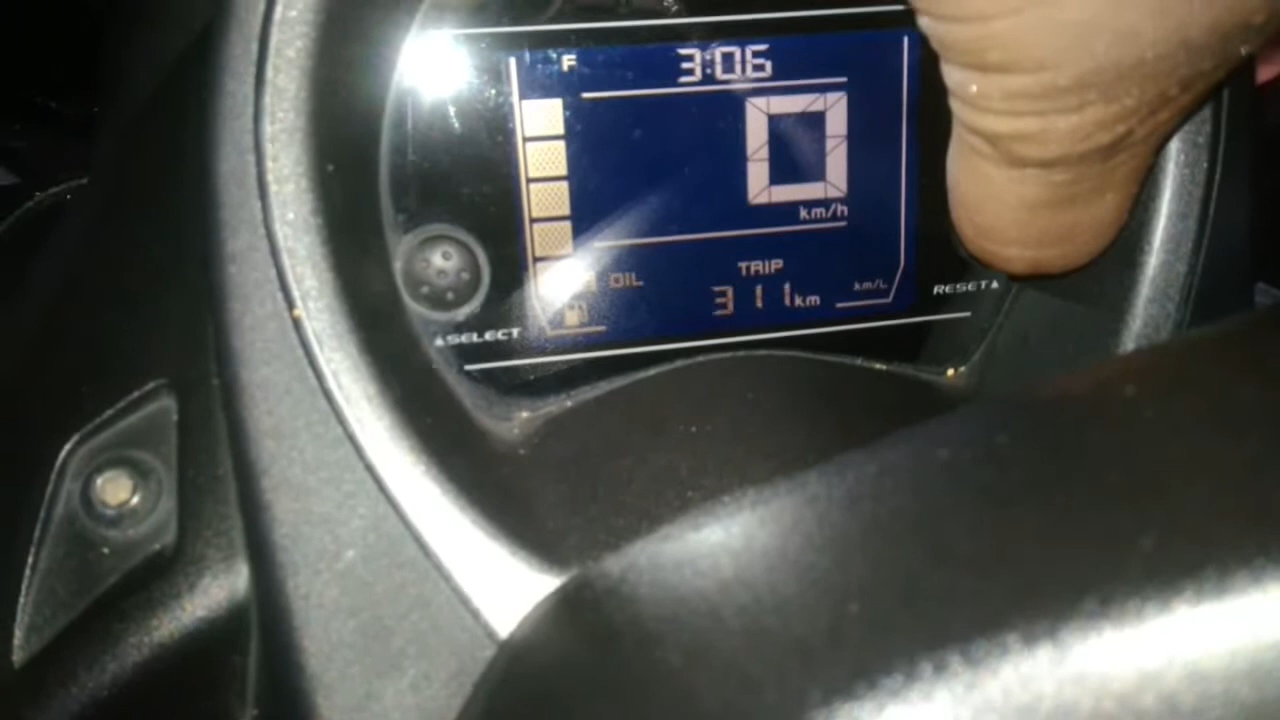 F
3:06
0
km/h
OIL
TRIP
311 km
km/L
▲SELECT
RESET▲